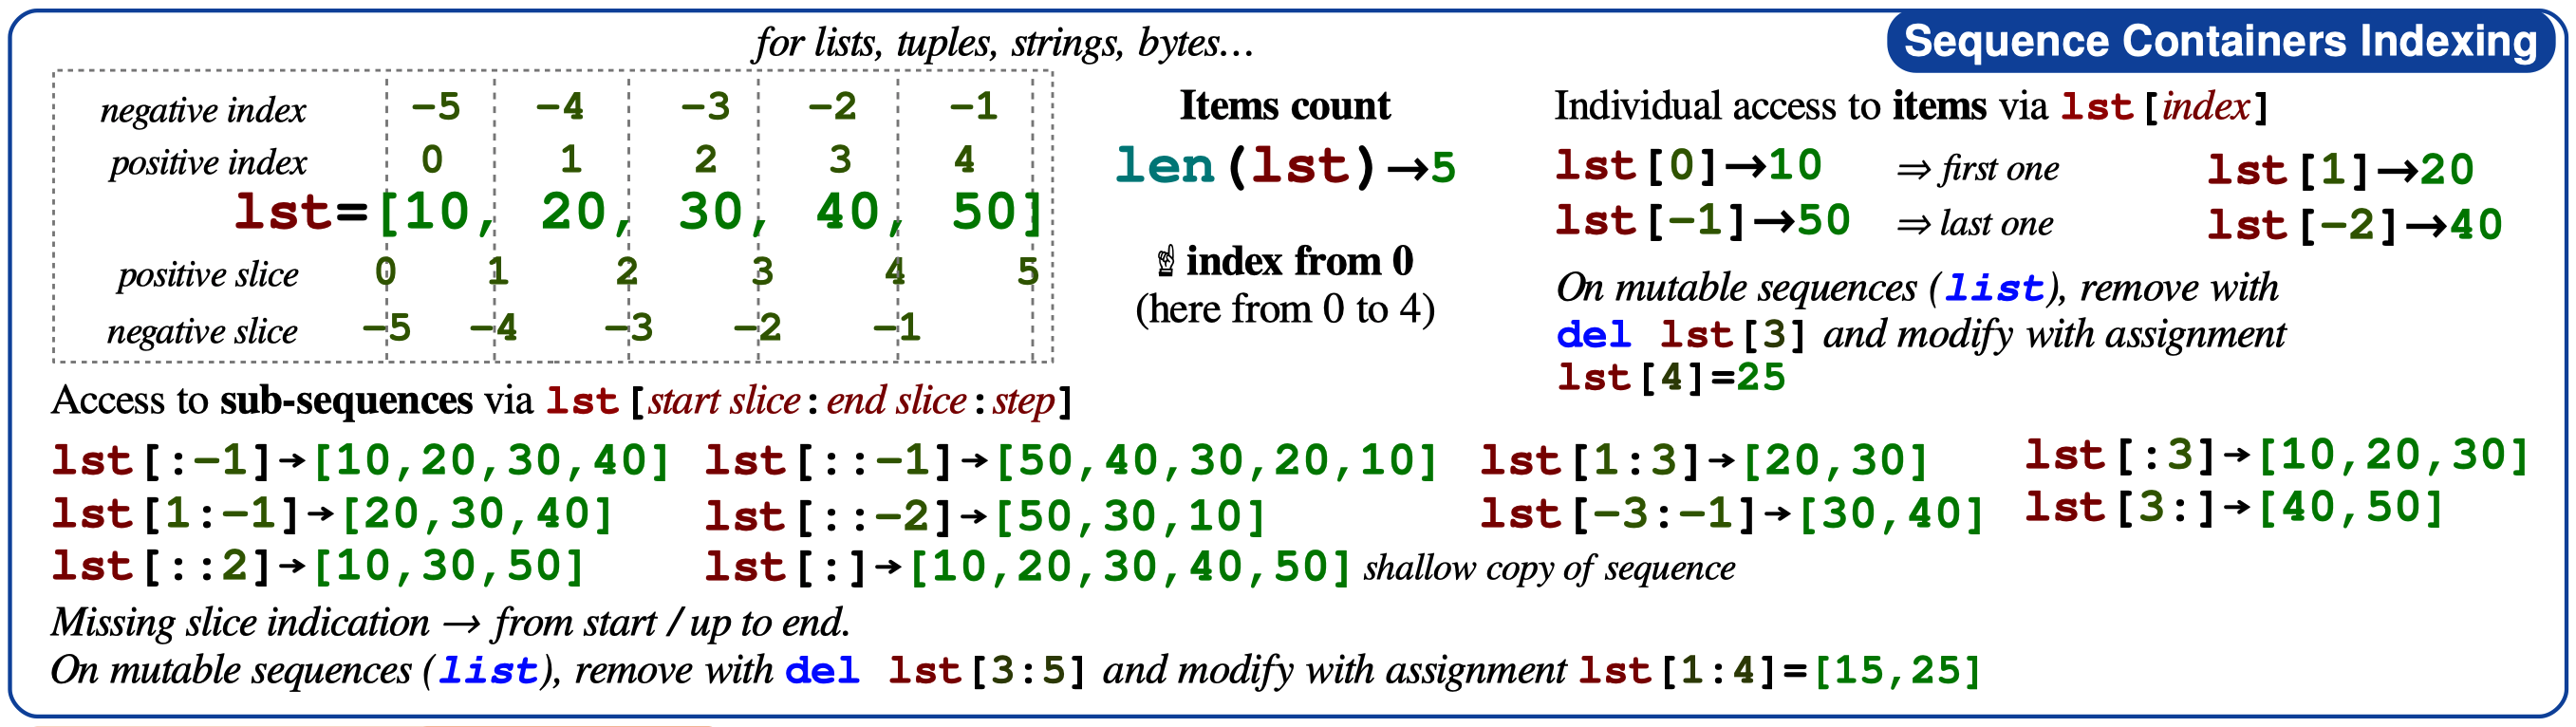 for lists, tuples, strings, bytes…
Sequence Containers Indexing
negative index −5 −4 −3 −2 −1
positive index 0 1 2 3 4
lst=[10, 20, 30, 40, 50]
positive slice 0 1 2 3 4 5
negative slice −5 −4 −3 −2 −1
Items count
len(lst)→5
☝ index from 0
(here from 0 to 4)
Individual access to items via lst[index]
lst[0]→10 ⇒ first one lst[1]→20
lst[−1]→50 ⇒ last one lst[−2]→40
On mutable sequences (list), remove with
del lst[3] and modify with assignment
lst[4]=25
Access to sub-sequences via lst[start slice:end slice:step]
lst[:−1]→[10,20,30,40] lst[::−1]→[50,40,30,20,10] lst[1:3]→[20,30] lst[:3]→[10,20,30]
lst[1:−1]→[20,30,40] lst[::−2]→[50,30,10] lst[−3:−1]→[30,40] lst[3:]→[40,50]
lst[::2]→[10,30,50] lst[:]→[10,20,30,40,50] shallow copy of sequence
Missing slice indication → from start / up to end.
On mutable sequences (list), remove with del lst[3:5] and modify with assignment lst[1:4]=[15,25]